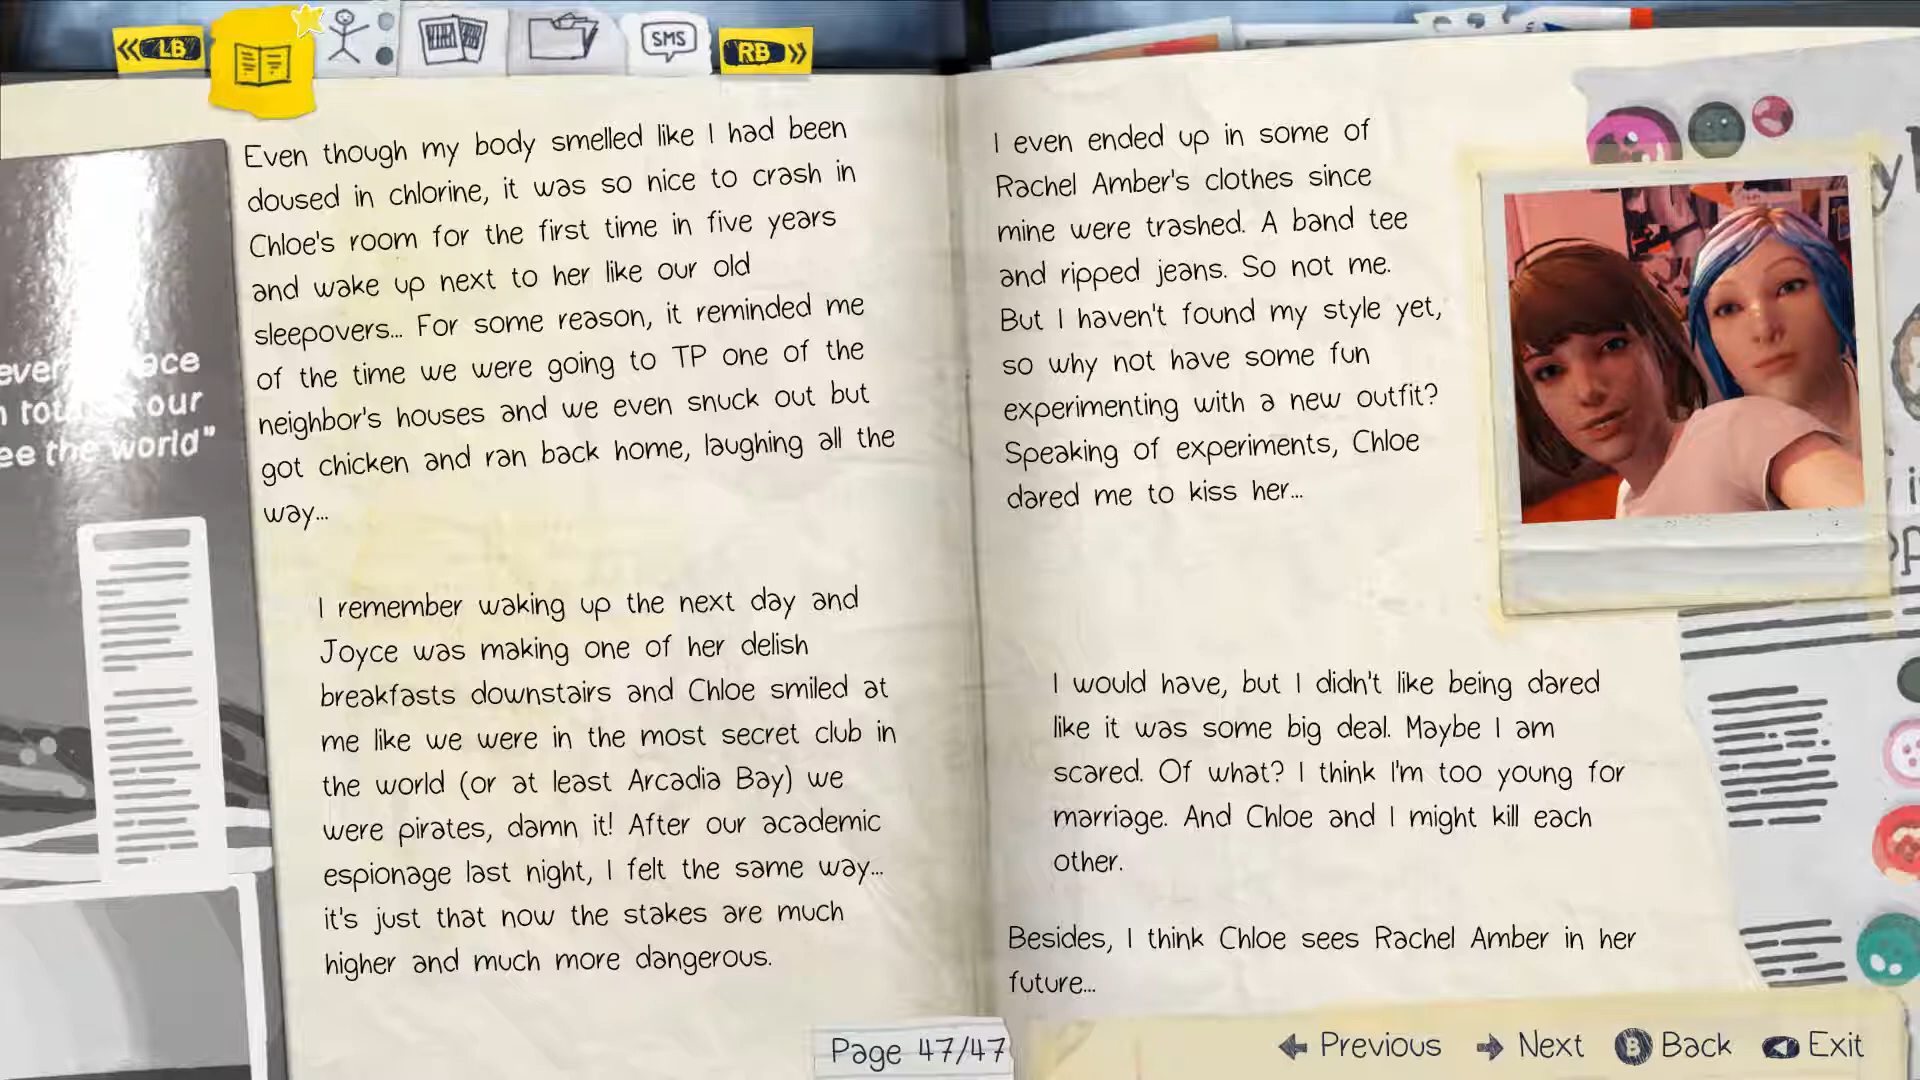 LB
SMS
RB
Even though my body smelled like I had been
doused in chlorine, it was so nice to crash in
Chloe's room for the first time in five years
and wake up next to her like our old
sleepovers... For some reason, it reminded me
of the time we were going to TP one of the
neighbor's houses and we even snuck out but
got chicken and ran back home, laughing all the
way...
I remember waking up the next day and
Joyce was making one of her delish
breakfasts downstairs and Chloe smiled at
me like we were in the most secret club in
the world (or at least Arcadia Bay) we
were pirates, damn it! After our academic
espionage last night, I felt the same way...
it's just that now the stakes are much
higher and much more dangerous.
I even ended up in some of
Rachel Amber's clothes since
mine were trashed. A band tee
and ripped jeans. So not me.
But I haven't found my style yet,
so why not have some fun
experimenting with a new outfit?
Speaking of experiments, Chloe
dared me to kiss her...
I would have, but I didn't like being dared
like it was some big deal. Maybe I am
scared. Of what? I think I'm too young for
marriage. And Chloe and I might kill each
other.
Besides, I think Chloe sees Rachel Amber in her
future...
our
the world"
Page 47/47
Previous
Next
B Back
Exit